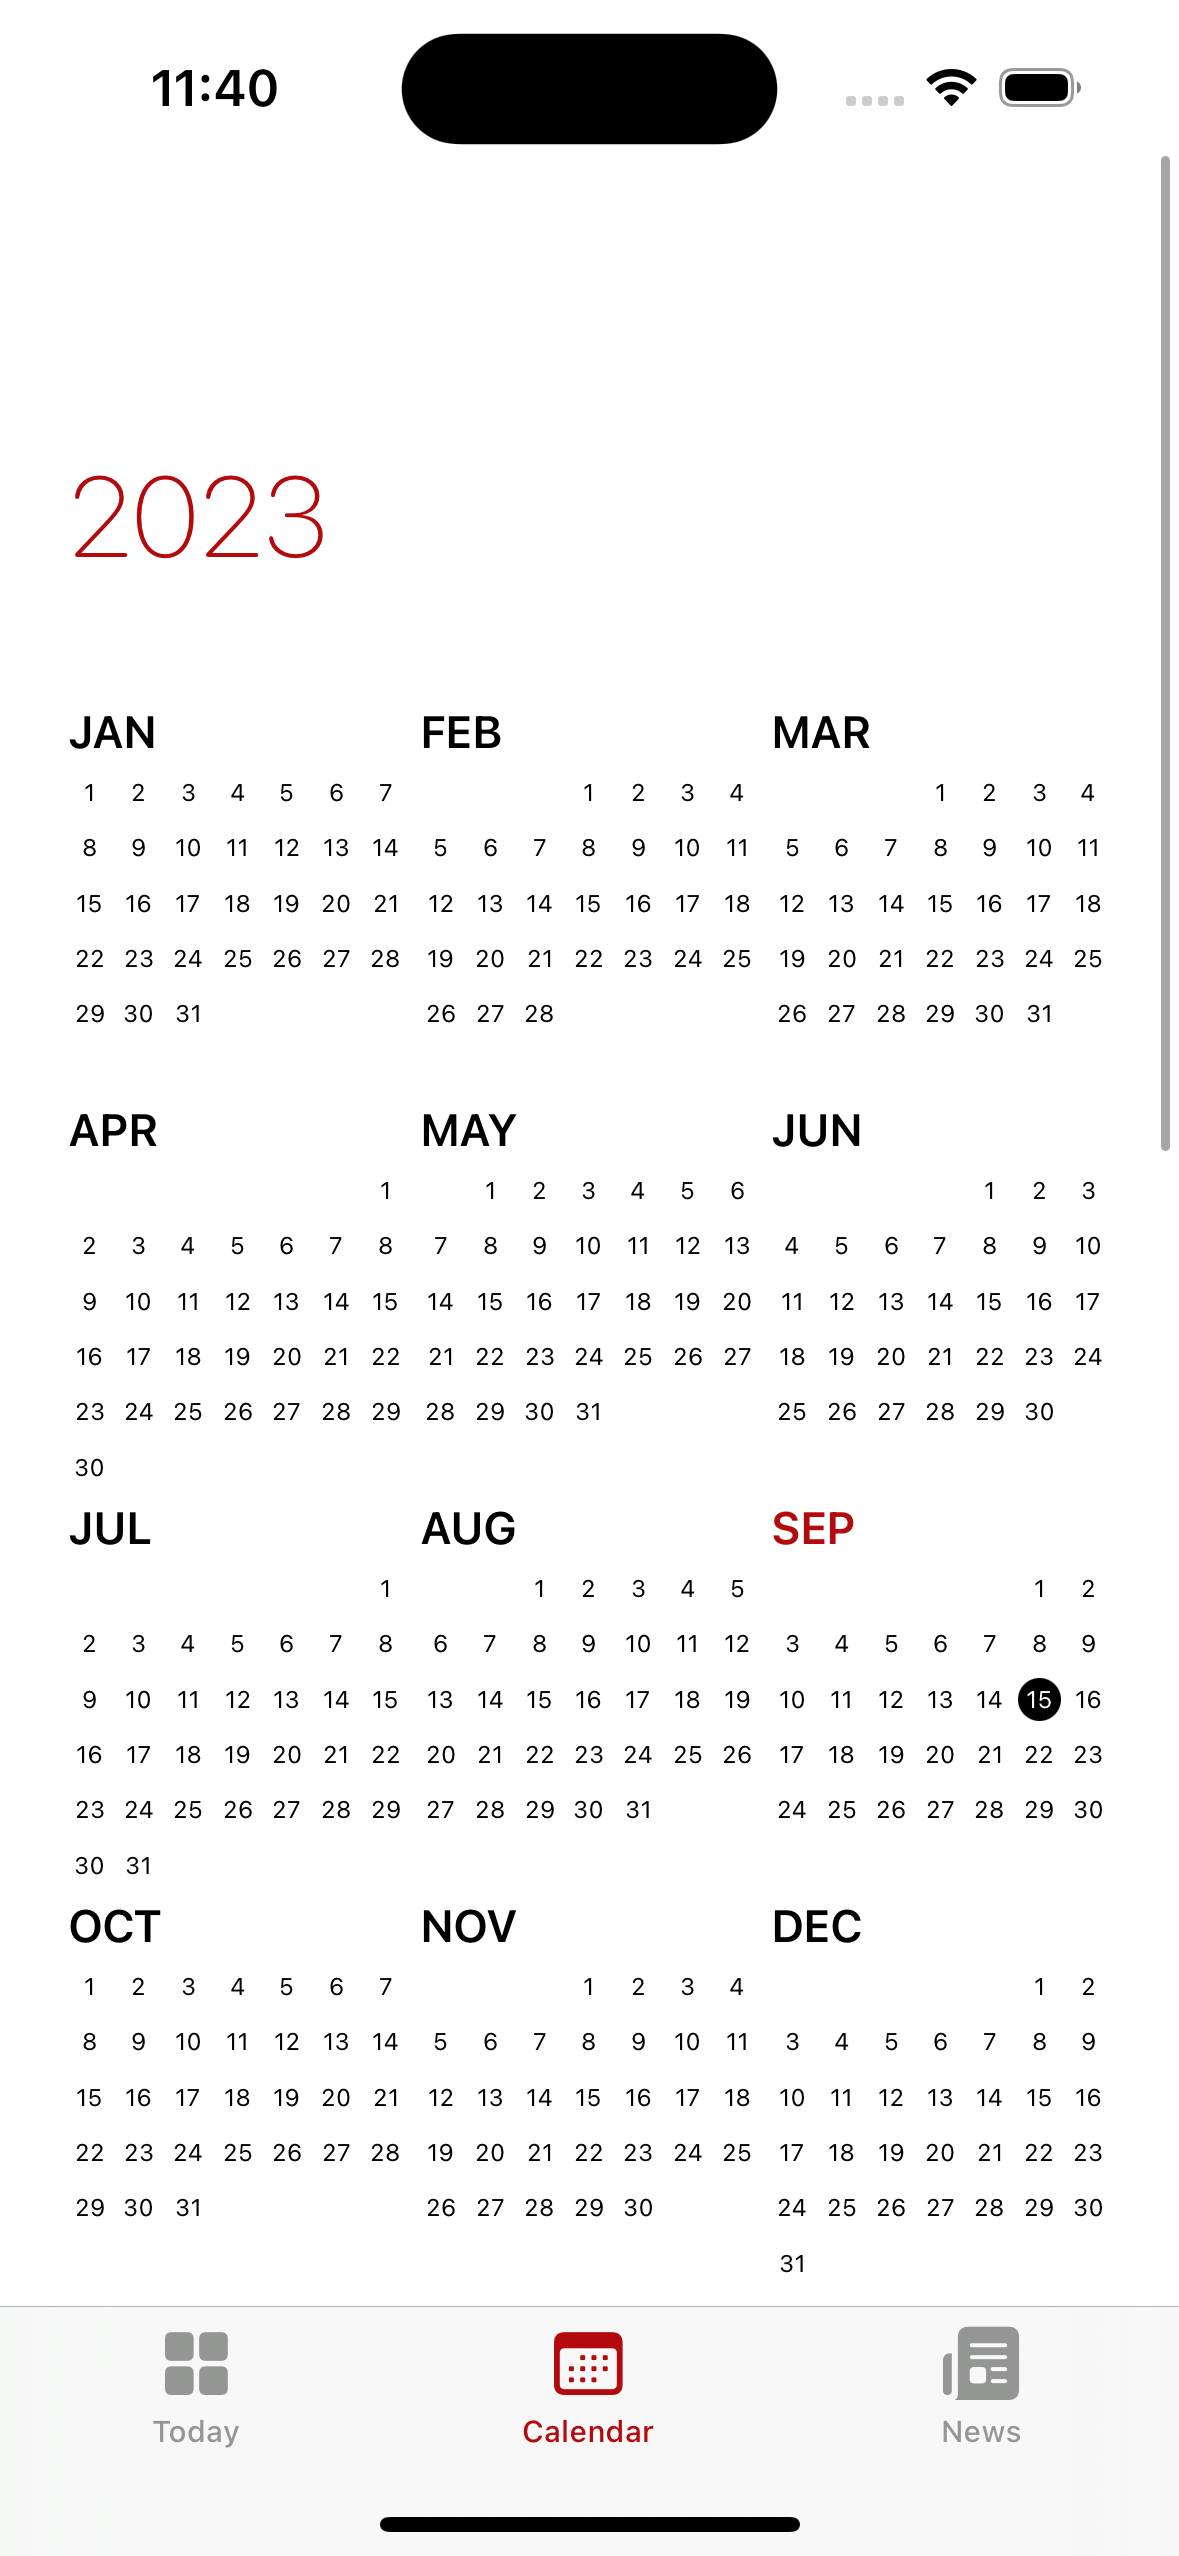 11:40
2023
JAN FEB MAR
1 2 3 4 5 6 7 1 2 3 4 1 2 3 4
8 9 10 11 12 13 14 5 6 7 8 9 10 11 5 6 7 8 9 10 11
15 16 17 18 19 20 21 12 13 14 15 16 17 18 12 13 14 15 16 17 18
22 23 24 25 26 27 28 19 20 21 22 23 24 25 19 20 21 22 23 24 25
29 30 31 26 27 28 26 27 28 29 30 31
APR MAY JUN
1 1 2 3 4 5 6 1 2 3
2 3 4 5 6 7 8 7 8 9 10 11 12 13 4 5 6 7 8 9 10
9 10 11 12 13 14 15 14 15 16 17 18 19 20 11 12 13 14 15 16 17
16 17 18 19 20 21 22 21 22 23 24 25 26 27 18 19 20 21 22 23 24
23 24 25 26 27 28 29 28 29 30 31 25 26 27 28 29 30
30
JUL AUG SEP
1 1 2 3 4 5 1 2
2 3 4 5 6 7 8 6 7 8 9 10 11 12 3 4 5 6 7 8 9
9 10 11 12 13 14 15 13 14 15 16 17 18 19 10 11 12 13 14 15 16
16 17 18 19 20 21 22 20 21 22 23 24 25 26 17 18 19 20 21 22 23
23 24 25 26 27 28 29 27 28 29 30 31 24 25 26 27 28 29 30
30 31
OCT NOV DEC
1 2 3 4 5 6 7 1 2 3 4 1 2
8 9 10 11 12 13 14 5 6 7 8 9 10 11 3 4 5 6 7 8 9
15 16 17 18 19 20 21 12 13 14 15 16 17 18 10 11 12 13 14 15 16
22 23 24 25 26 27 28 19 20 21 22 23 24 25 17 18 19 20 21 22 23
29 30 31 26 27 28 29 30 24 25 26 27 28 29 30
31
Today Calendar News